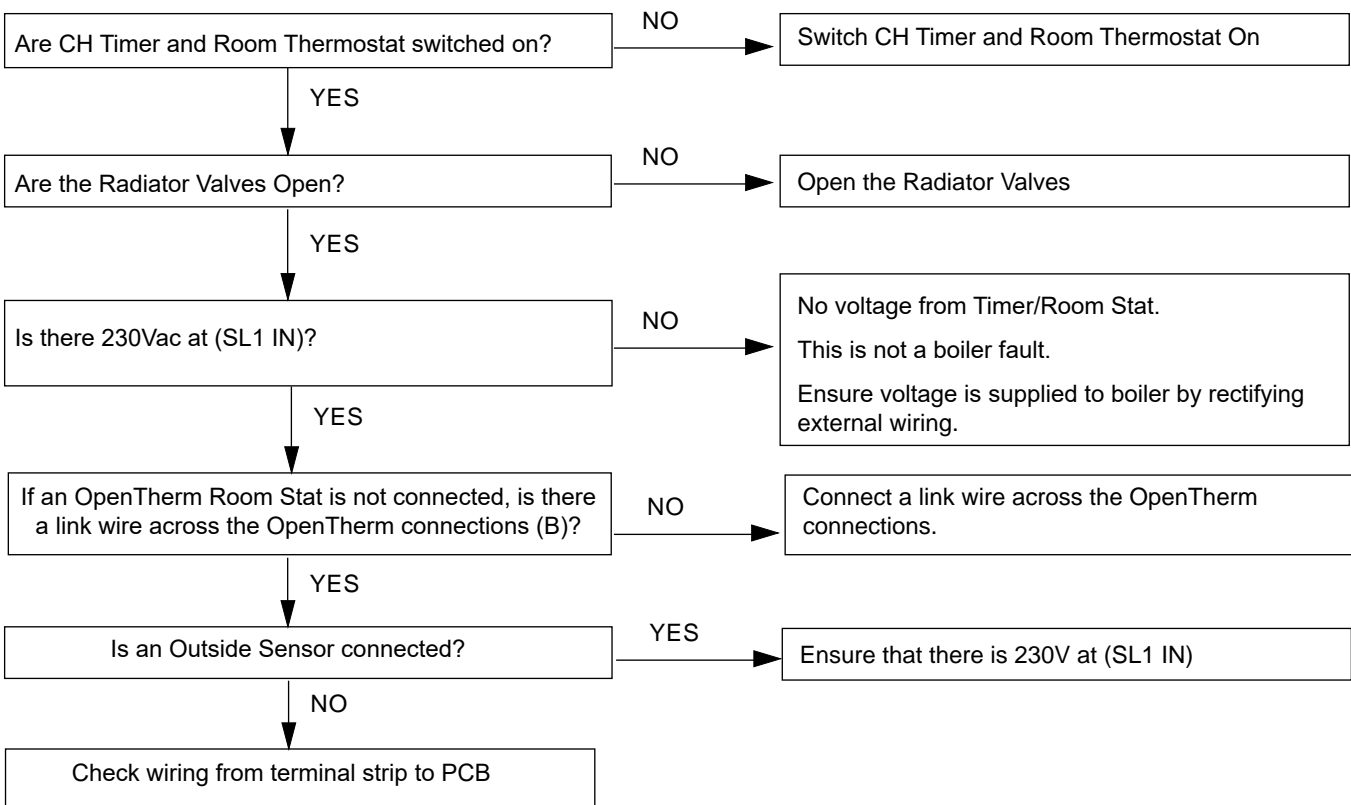 Are CH Timer and Room Thermostat switched on?
NO
Switch CH Timer and Room Thermostat On
YES
Are the Radiator Valves Open?
NO
Open the Radiator Valves
YES
Is there 230Vac at (SL1 IN)?
NO
No voltage from Timer/Room Stat.
This is not a boiler fault.
Ensure voltage is supplied to boiler by rectifying
external wiring.
YES
If an OpenTherm Room Stat is not connected, is there
a link wire across the OpenTherm connections (B)?
NO
Connect a link wire across the OpenTherm
connections.
YES
Is an Outside Sensor connected?
YES
Ensure that there is 230V at (SL1 IN)
NO
Check wiring from terminal strip to PCB